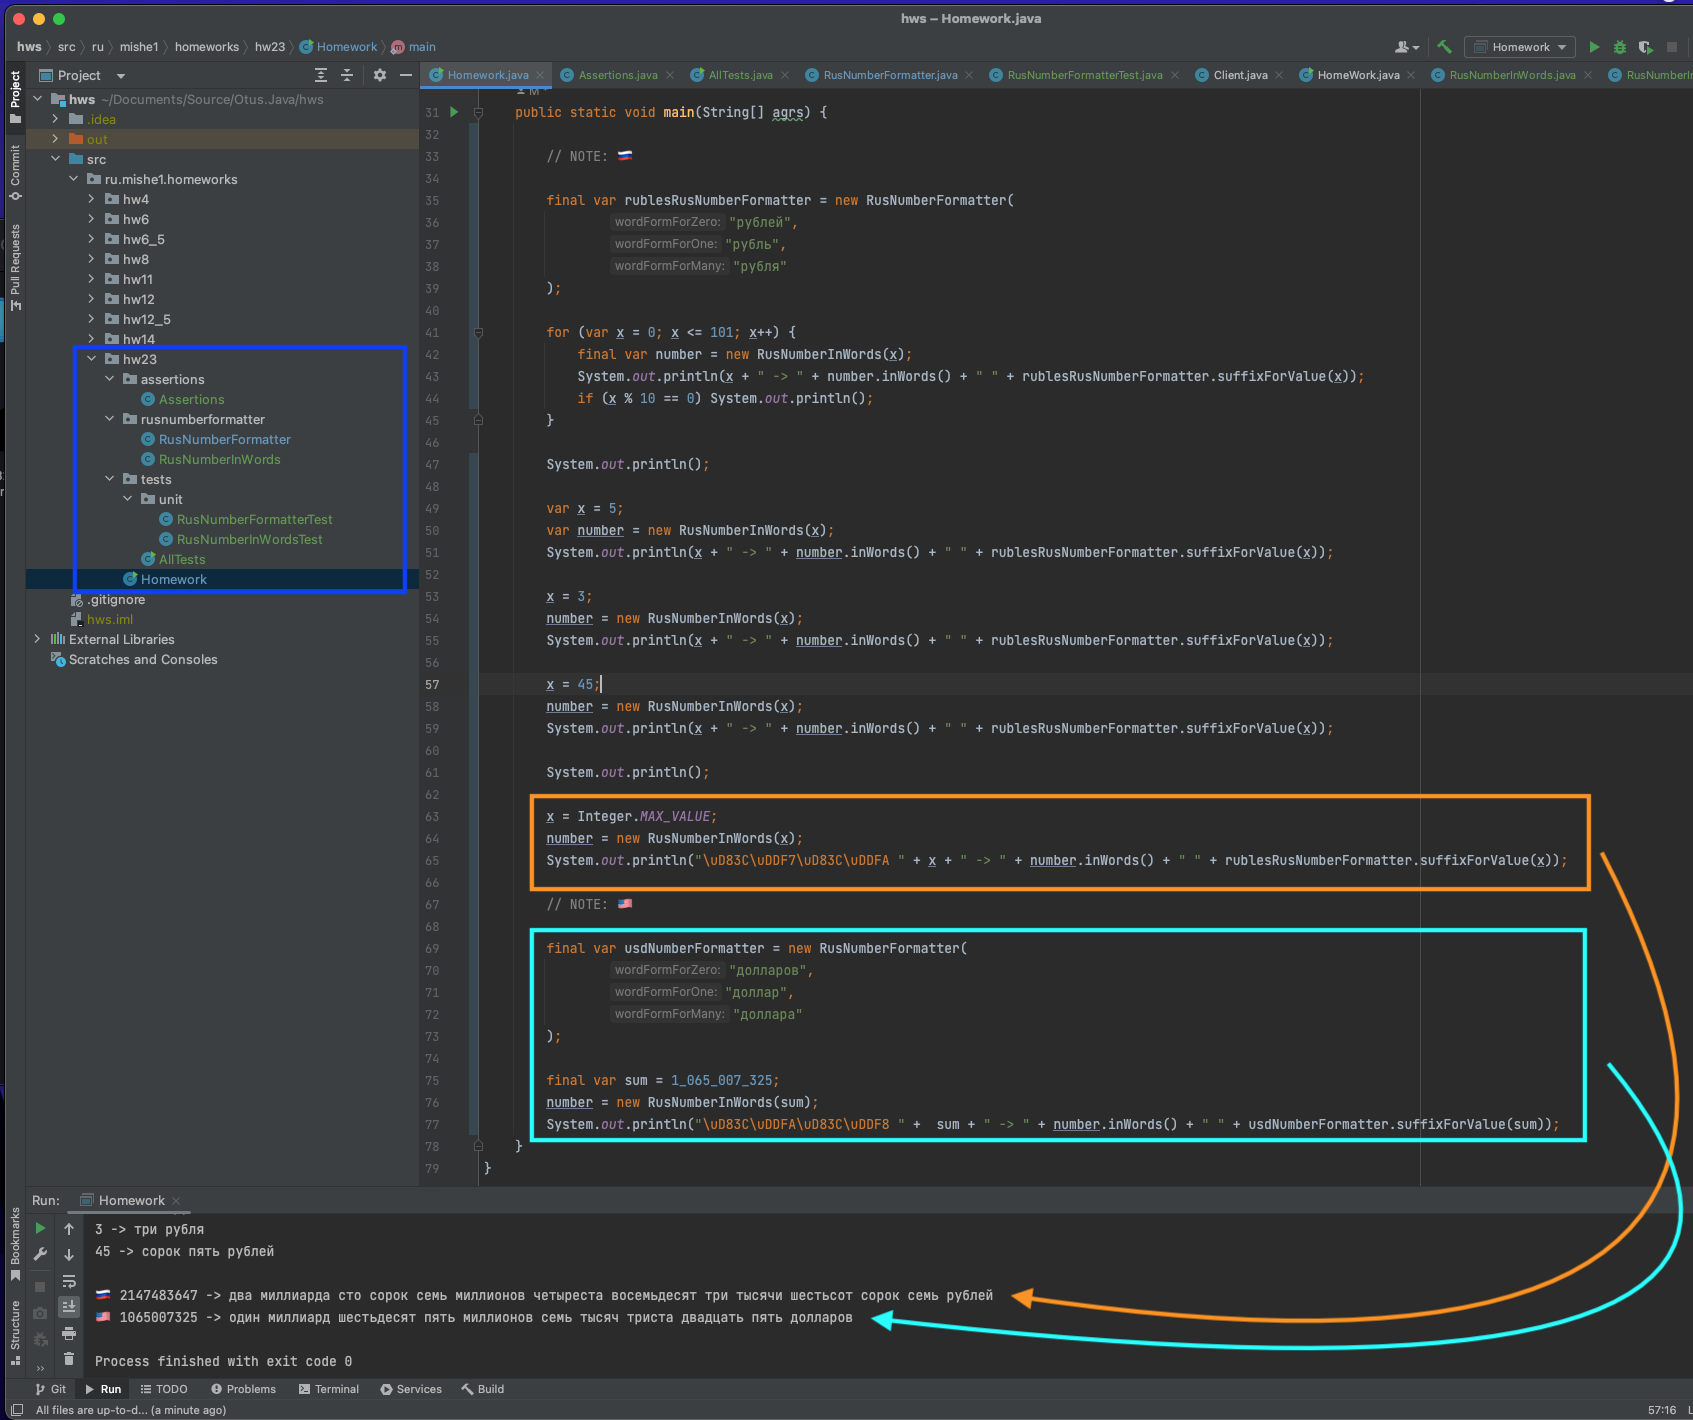 hws – Homework.java
hws src ru mishe1 homeworks hw23 Homework main
Homework
Project
Homework.java Assertions.java AllTests.java RusNumberFormatter.java RusNumberFormatterTest.java Client.java HomeWork.java RusNumberInWords.java
Project
Commit
Pull Requests
Bookmarks
Structure
hws ~/Documents/Source/Otus.Java/hws
.idea
out
src
ru.mishe1.homeworks
hw4
hw6
hw6_5
hw8
hw11
hw12
hw12_5
hw14
hw23
assertions
Assertions
rusnumberformatter
RusNumberFormatter
RusNumberInWords
tests
unit
RusNumberFormatterTest
RusNumberInWordsTest
AllTests
Homework
.gitignore
hws.iml
External Libraries
Scratches and Consoles
31 public static void main(String[] agrs) {
32
33 // NOTE: 🇷🇺
34
35 final var rublesRusNumberFormatter = new RusNumberFormatter(
36 wordFormForZero: "рублей",
37 wordFormForOne: "рубль",
38 wordFormForMany: "рубля"
39 );
40
41 for (var x = 0; x <= 101; x++) {
42 final var number = new RusNumberInWords(x);
43 System.out.println(x + " -> " + number.inWords() + " " + rublesRusNumberFormatter.suffixForValue(x));
44 if (x % 10 == 0) System.out.println();
45 }
46
47 System.out.println();
48
49 var x = 5;
50 var number = new RusNumberInWords(x);
51 System.out.println(x + " -> " + number.inWords() + " " + rublesRusNumberFormatter.suffixForValue(x));
52
53 x = 3;
54 number = new RusNumberInWords(x);
55 System.out.println(x + " -> " + number.inWords() + " " + rublesRusNumberFormatter.suffixForValue(x));
56
57 x = 45;
58 number = new RusNumberInWords(x);
59 System.out.println(x + " -> " + number.inWords() + " " + rublesRusNumberFormatter.suffixForValue(x));
60
61 System.out.println();
62
63 x = Integer.MAX_VALUE;
64 number = new RusNumberInWords(x);
65 System.out.println("\uD83C\uDDF7\uD83C\uDDFA " + x + " -> " + number.inWords() + " " + rublesRusNumberFormatter.suffixForValue(x));
66
67 // NOTE: 🇺🇸
68
69 final var usdNumberFormatter = new RusNumberFormatter(
70 wordFormForZero: "долларов",
71 wordFormForOne: "доллар",
72 wordFormForMany: "доллара"
73 );
74
75 final var sum = 1_065_007_325;
76 number = new RusNumberInWords(sum);
77 System.out.println("\uD83C\uDDFA\uD83C\uDDF8 " +  sum + " -> " + number.inWords() + " " + usdNumberFormatter.suffixForValue(sum));
78 }
79 }
Run: Homework
3 -> три рубля
45 -> сорок пять рублей
🇷🇺 2147483647 -> два миллиарда сто сорок семь миллионов четыреста восемьдесят три тысячи шестьсот сорок семь рублей
🇺🇸 1065007325 -> один миллиард шестьдесят пять миллионов семь тысяч триста двадцать пять долларов
Process finished with exit code 0
Git Run TODO Problems Terminal Services Build
All files are up-to-d... (a minute ago)
57:16